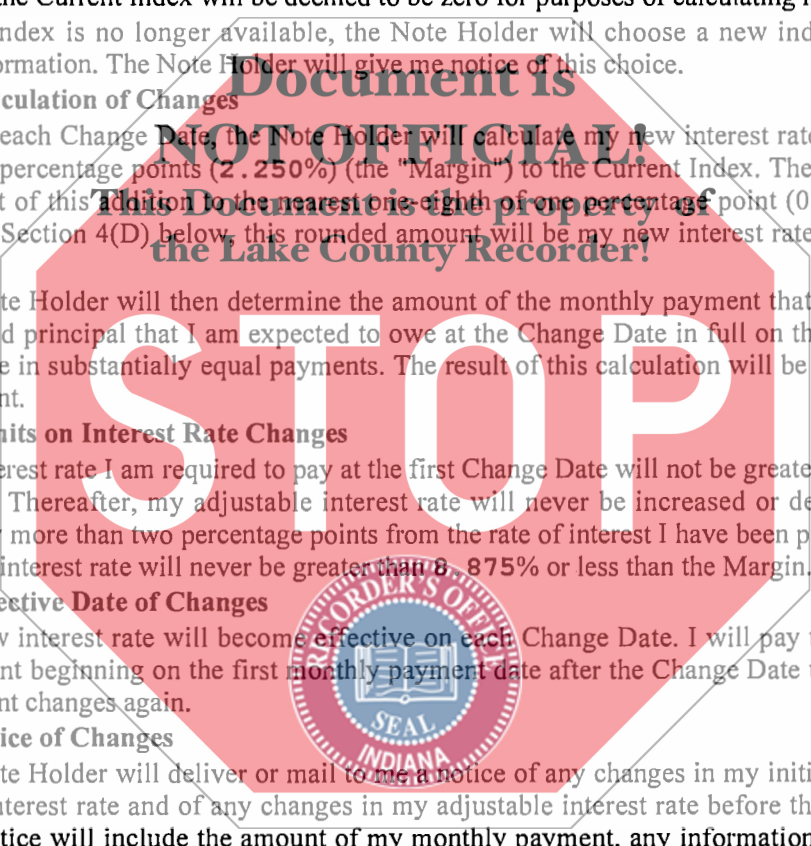 the Current Index will be deemed to be zero for purposes of calculating
ndex is no longer available, the Note Holder will choose a new ind
ormation. The Note Holder will give me notice of this choice.
Document is
culation of Changes
each Change Date, the Note Holder will calculate my new interest rat
NOT OFFICIAL!
percentage points (2.250%) (the "Margin") to the Current Index. The
t of this addition to the nearest one-eighth of one percentage point (0
This Document is the property of
Section 4(D) below, this rounded amount will be my new interest rate
the Lake County Recorder!
te Holder will then determine the amount of the monthly payment that
d principal that I am expected to owe at the Change Date in full on th
e in substantially equal payments. The result of this calculation will be
nt.
STOP
nits on Interest Rate Changes
erest rate I am required to pay at the first Change Date will not be greate
Thereafter, my adjustable interest rate will never be increased or de
more than two percentage points from the rate of interest I have been p
interest rate will never be greater than 8.875% or less than the Margin.
ective Date of Changes
w interest rate will become effective on each Change Date. I will pay
nt beginning on the first monthly payment date after the Change Date
nt changes again.
RECORDER'S OFFICE
SEAL
INDIANA
ice of Changes
te Holder will deliver or mail to me a notice of any changes in my initi
nterest rate and of any changes in my adjustable interest rate before th
tice will include the amount of my monthly payment, any information